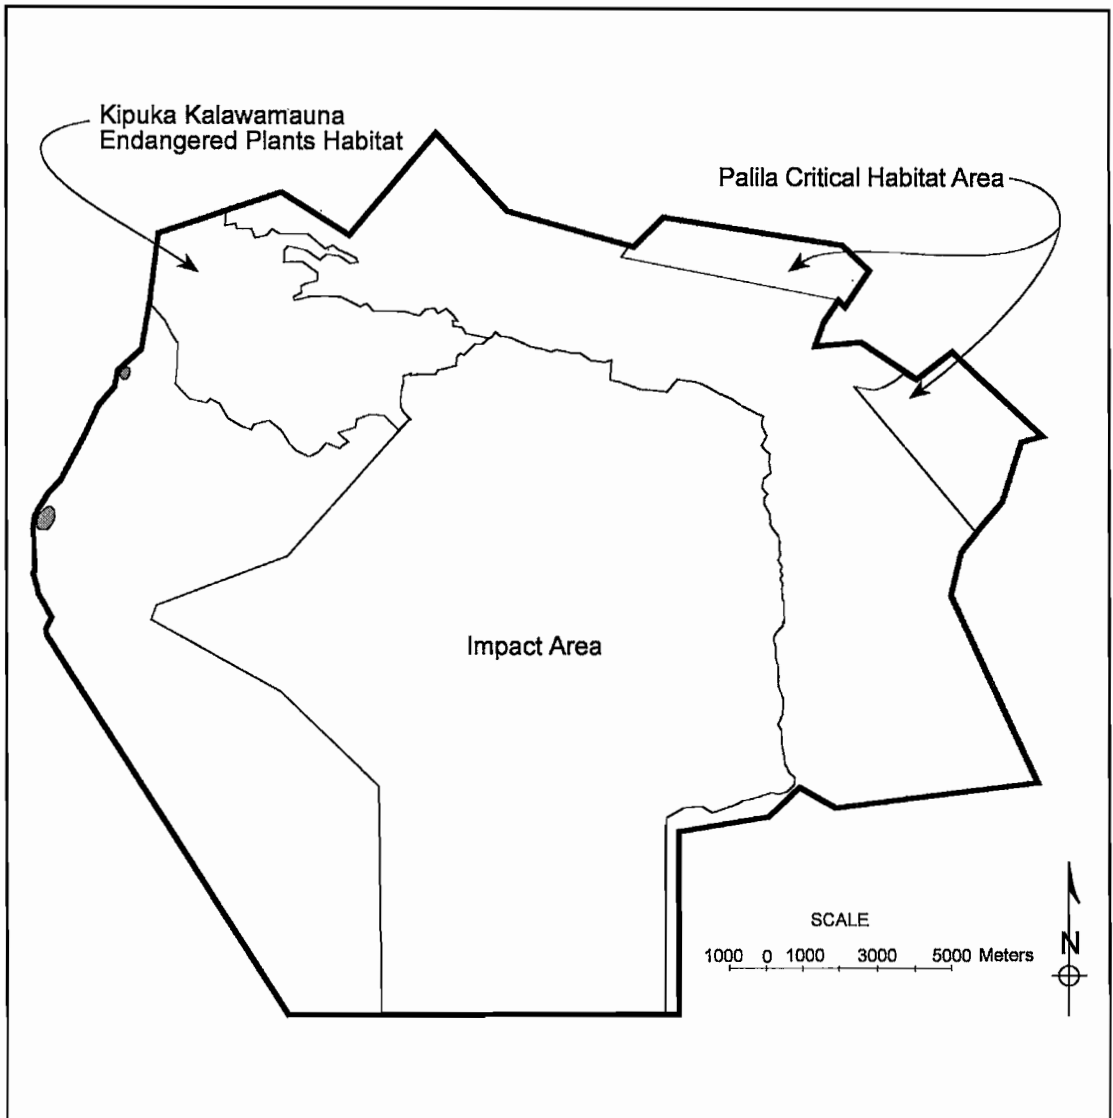 Kipuka Kalawamauna
Endangered Plants Habitat
Palila Critical Habitat Area
Impact Area
SCALE
1000 0 1000 3000 5000 Meters
N